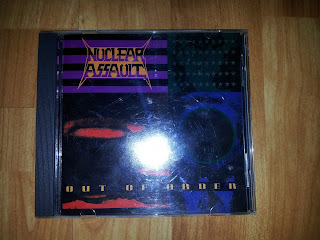 NUCLEAR
ASSAULT
OUT OF ORDER